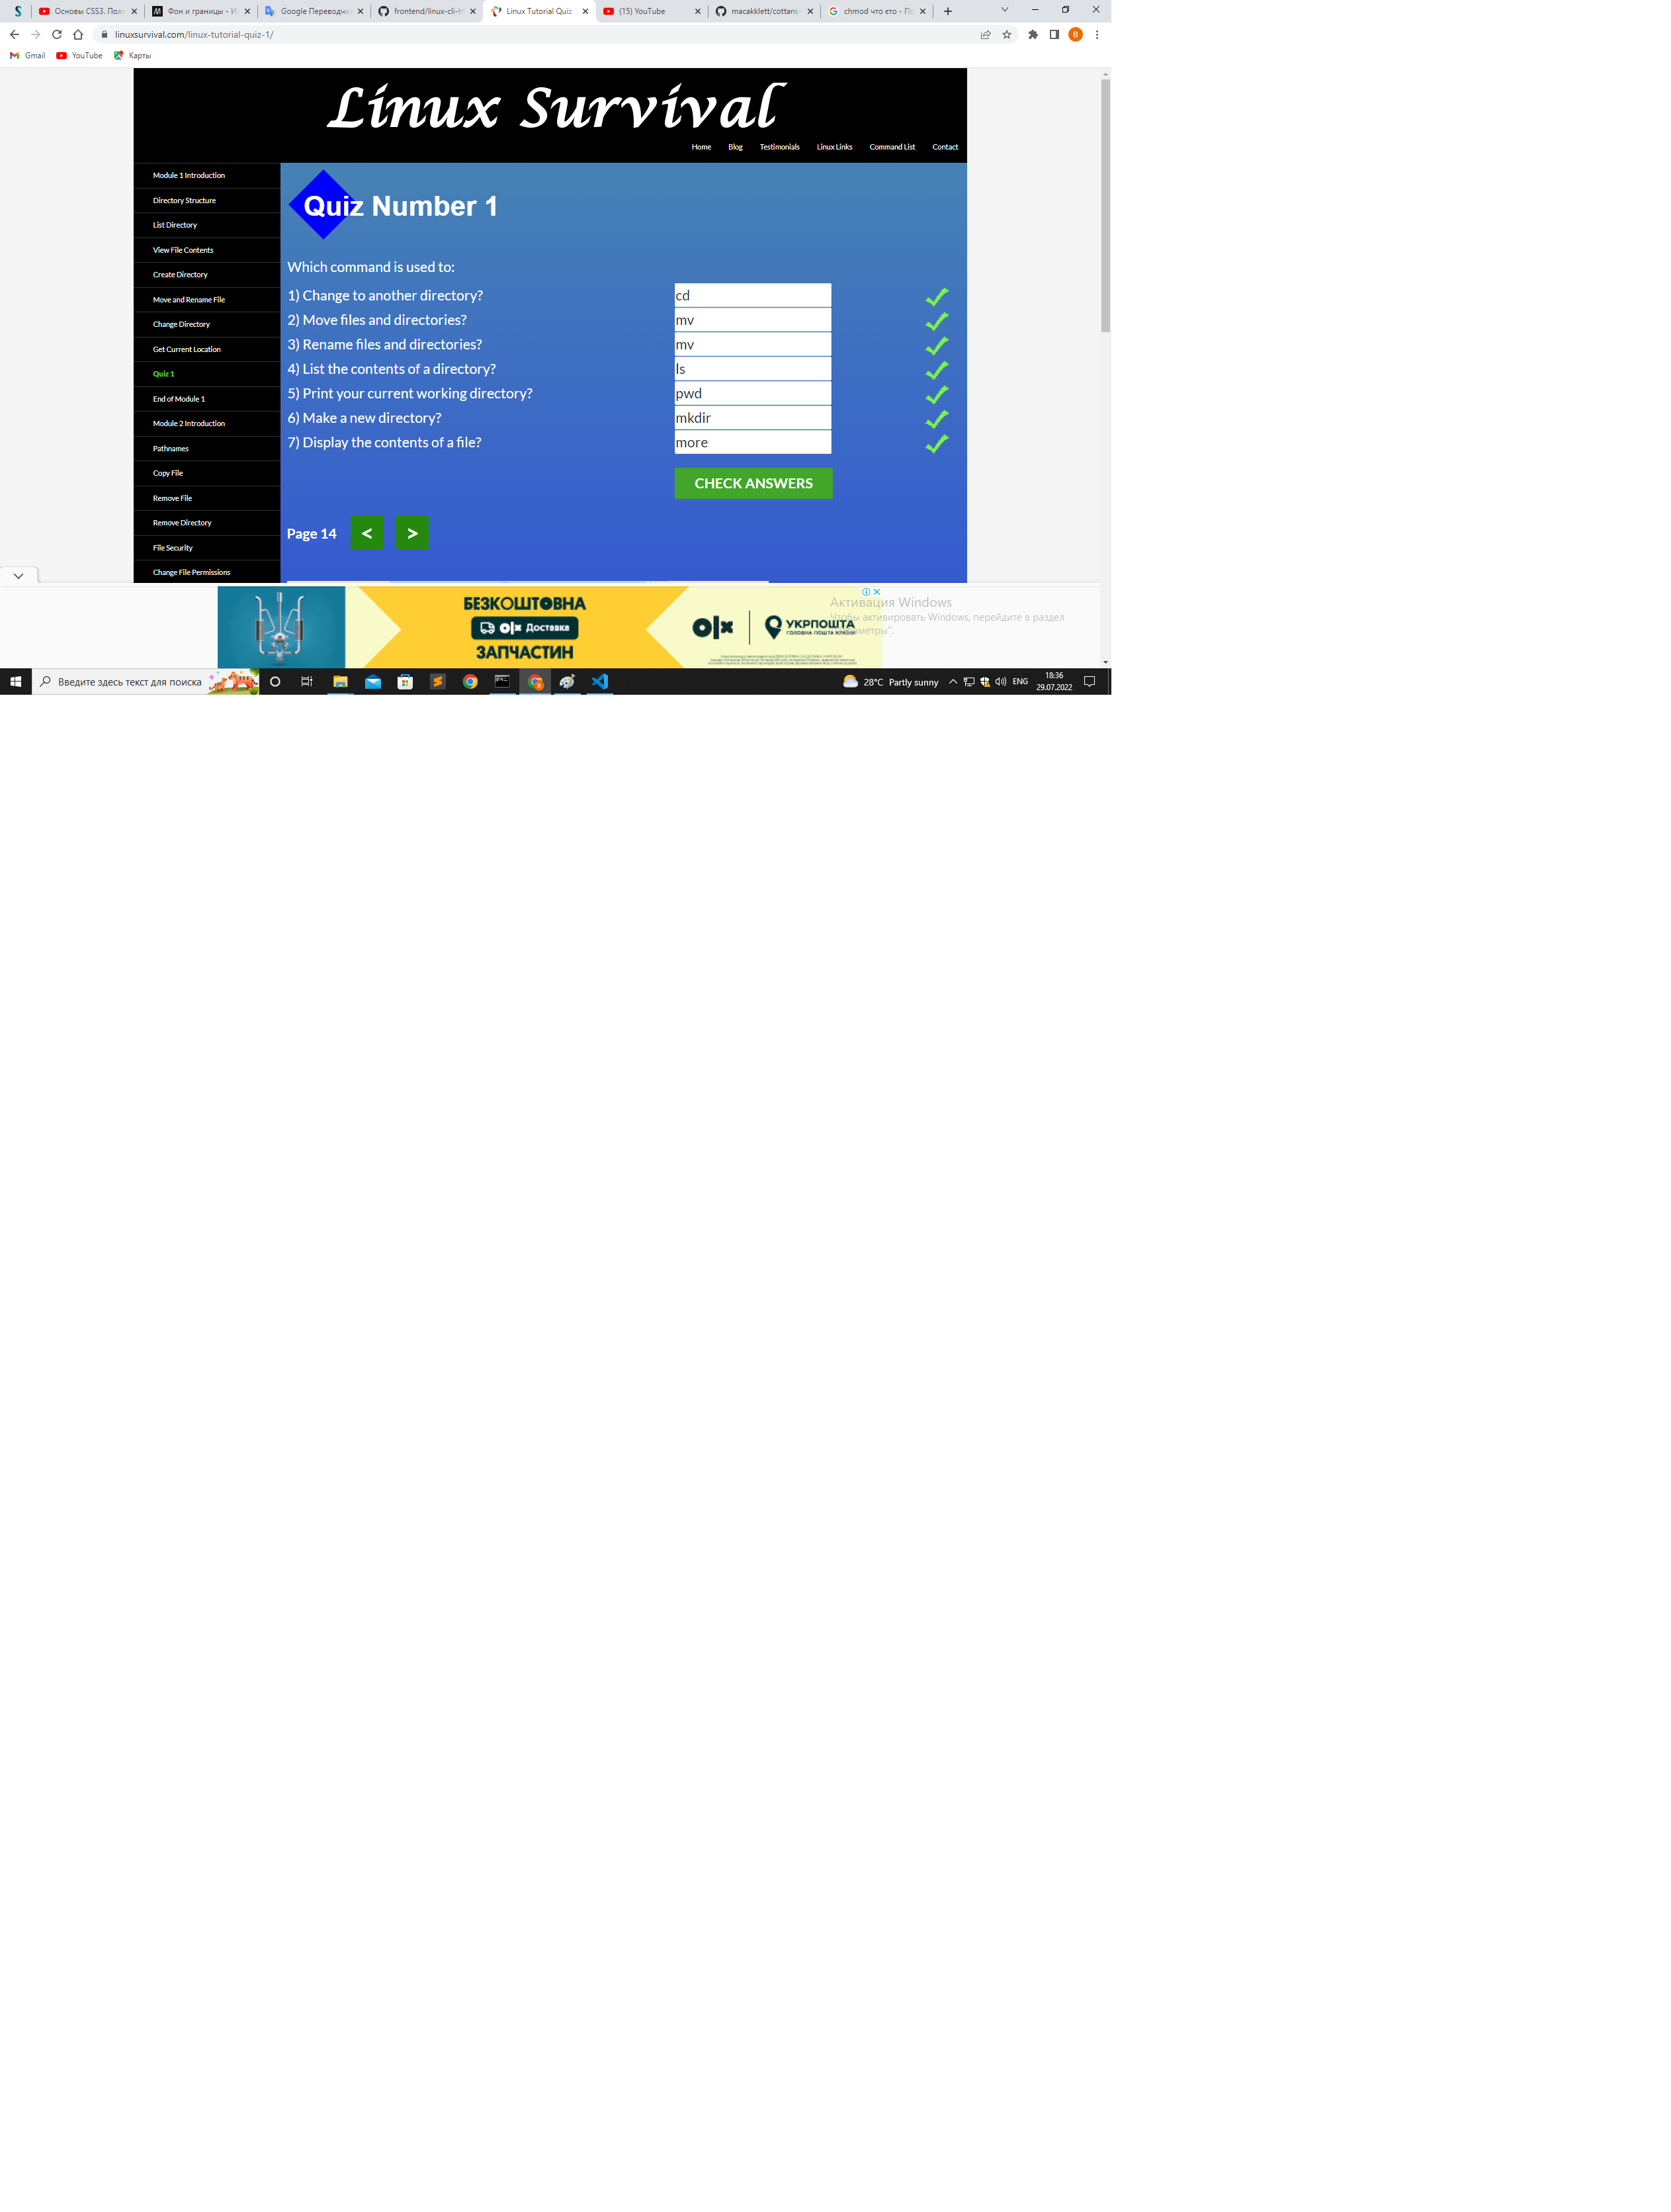 Основы CSS3. Пол
Фон и границы - И
Google Переводчи
frontend/linux-cli-h
Linux Tutorial Quiz
(15) YouTube
macakklett/cottans
chmod что ето - По
linuxsurvival.com/linux-tutorial-quiz-1/
B
Gmail YouTube Карты
Linux Survival
Home Blog Testimonials Linux Links Command List Contact
Module 1 Introduction
Directory Structure
List Directory
View File Contents
Create Directory
Move and Rename File
Change Directory
Get Current Location
Quiz 1
End of Module 1
Module 2 Introduction
Pathnames
Copy File
Remove File
Remove Directory
File Security
Change File Permissions
Quiz Number 1
Which command is used to:
1) Change to another directory? cd
2) Move files and directories? mv
3) Rename files and directories? mv
4) List the contents of a directory? ls
5) Print your current working directory? pwd
6) Make a new directory? mkdir
7) Display the contents of a file? more
CHECK ANSWERS
Page 14 < >
БЕЗКОШТОВНА
olx Доставка
ЗАПЧАСТИН
olx
УКРПОШТА
ГОЛОВНА ПОШТА КРАЇНИ
Активация Windows
Чтобы активировать Windows, перейдите в раздел
Введите здесь текст для поиска
28°C Partly sunny
ENG
18:36
29.07.2022